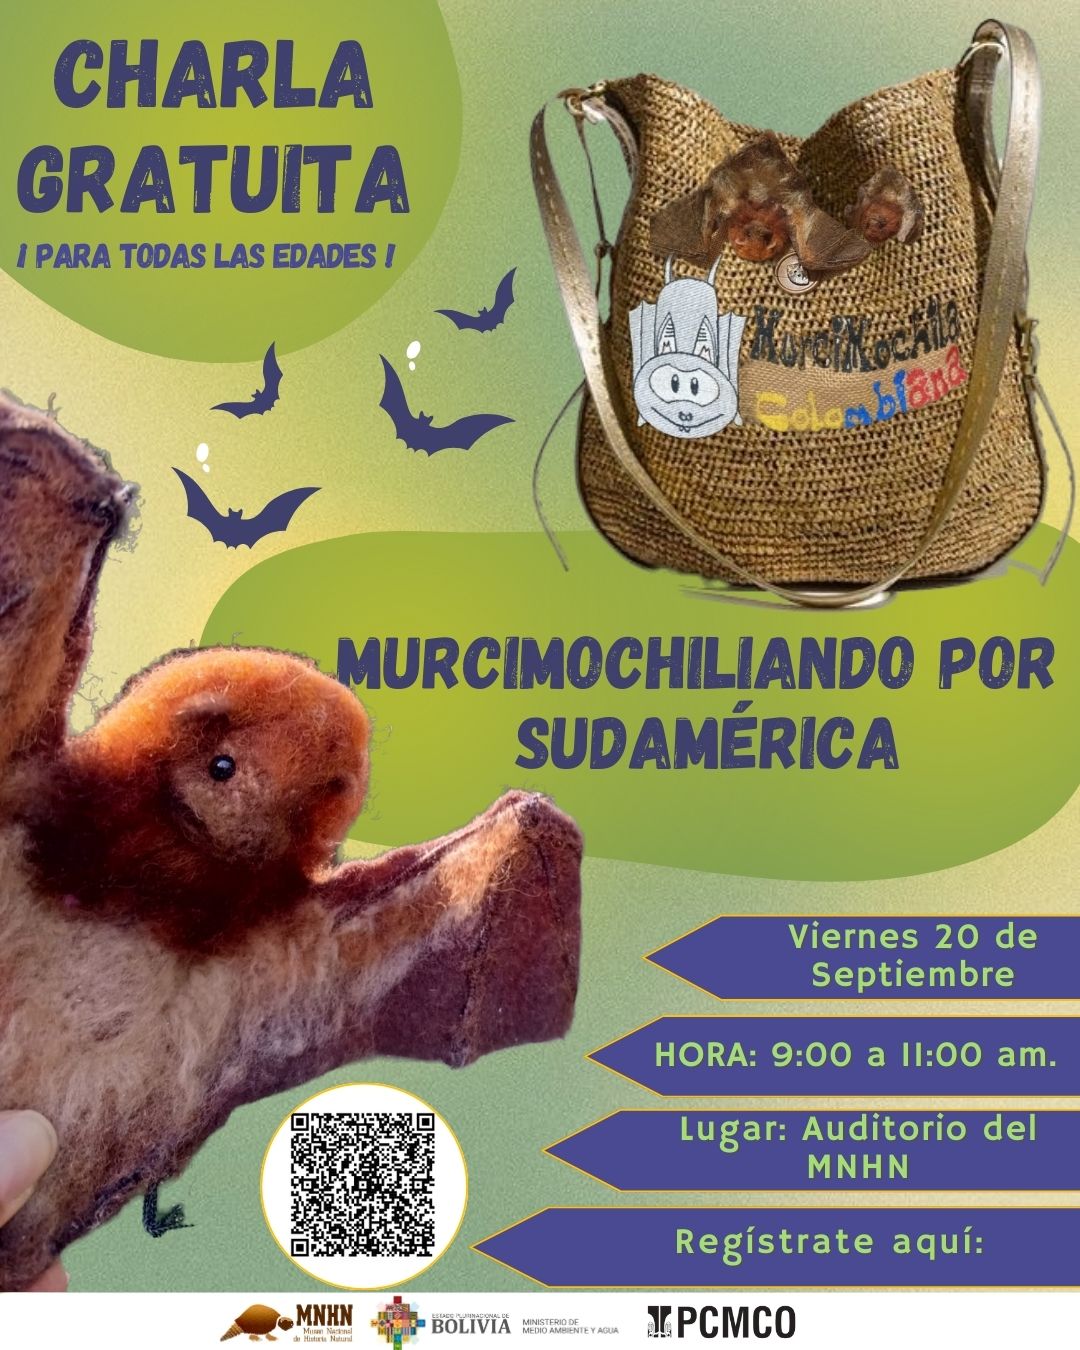 CHARLA
GRATUITA
¡ PARA TODAS LAS EDADES !
MurciMochila
Colombiana
MURCIMOCHILIANDO POR
SUDAMÉRICA
Viernes 20 de
Septiembre
HORA: 9:00 a 11:00 am.
Lugar: Auditorio del
MNHN
Regístrate aquí:
MNHN
Museo Nacional
de Historia Natural
ESTADO PLURINACIONAL DE
BOLIVIA
MINISTERIO DE
MEDIO AMBIENTE Y AGUA
PCMCO